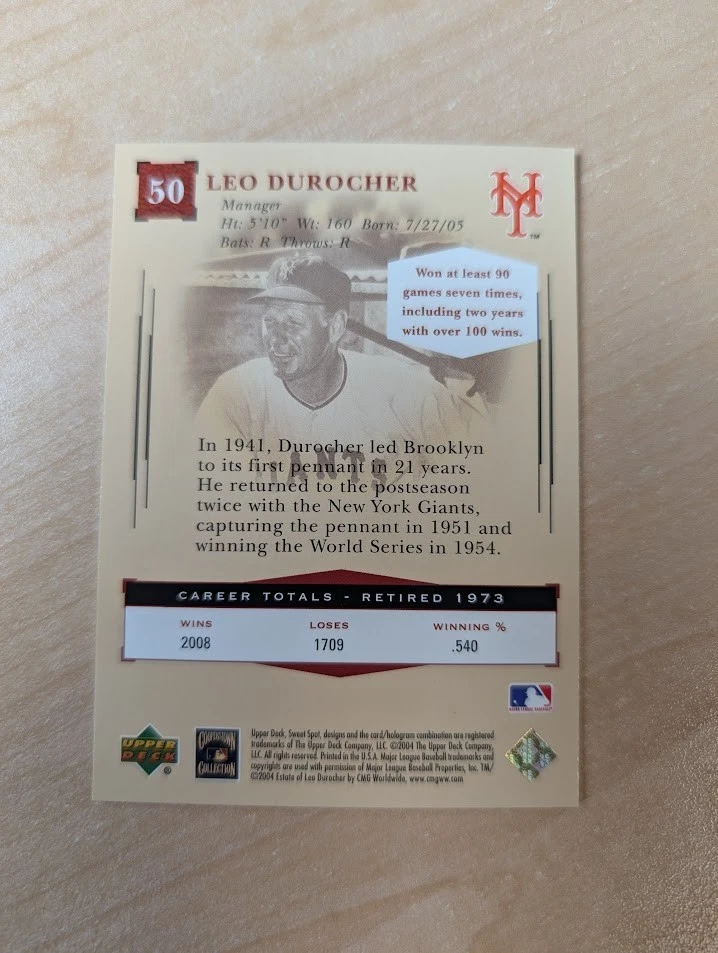 50 LEO DUROCHER
NY
TM
Manager
Ht: 5'10" Wt: 160 Born: 7/27/05
Bats: R Throws: R
Won at least 90
games seven times,
including two years
with over 100 wins.
GIANTS
In 1941, Durocher led Brooklyn
to its first pennant in 21 years.
He returned to the postseason
twice with the New York Giants,
capturing the pennant in 1951 and
winning the World Series in 1954.
CAREER TOTALS - RETIRED 1973
WINS LOSES WINNING %
2008 1709 .540
UPPER
DECK
®
COOPERSTOWN
COLLECTION
Upper Deck, Sweet Spot, designs and the card/hologram combination are registered
trademarks of The Upper Deck Company, LLC. ©2004 The Upper Deck Company,
LLC. All rights reserved. Printed in the U.S.A. Major League Baseball trademarks and
copyrights are used with permission of Major League Baseball Properties, Inc. TM/
©2004 Estate of Leo Durocher by CMG Worldwide, www.cmgww.com